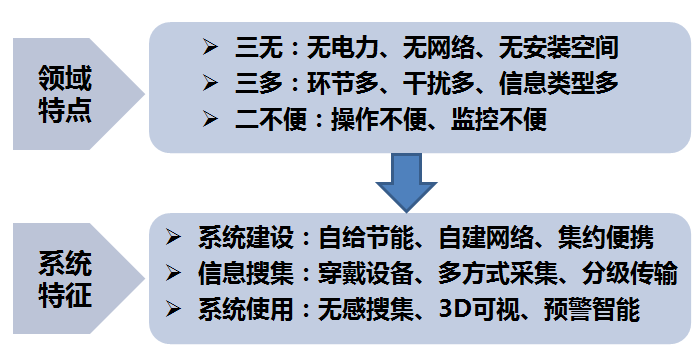 领域
特点
➢ 三无：无电力、无网络、无安装空间
➢ 三多：环节多、干扰多、信息类型多
➢ 二不便：操作不便、监控不便
系统
特征
➢ 系统建设：自给节能、自建网络、集约便携
➢ 信息搜集：穿戴设备、多方式采集、分级传输
➢ 系统使用：无感搜集、3D可视、预警智能